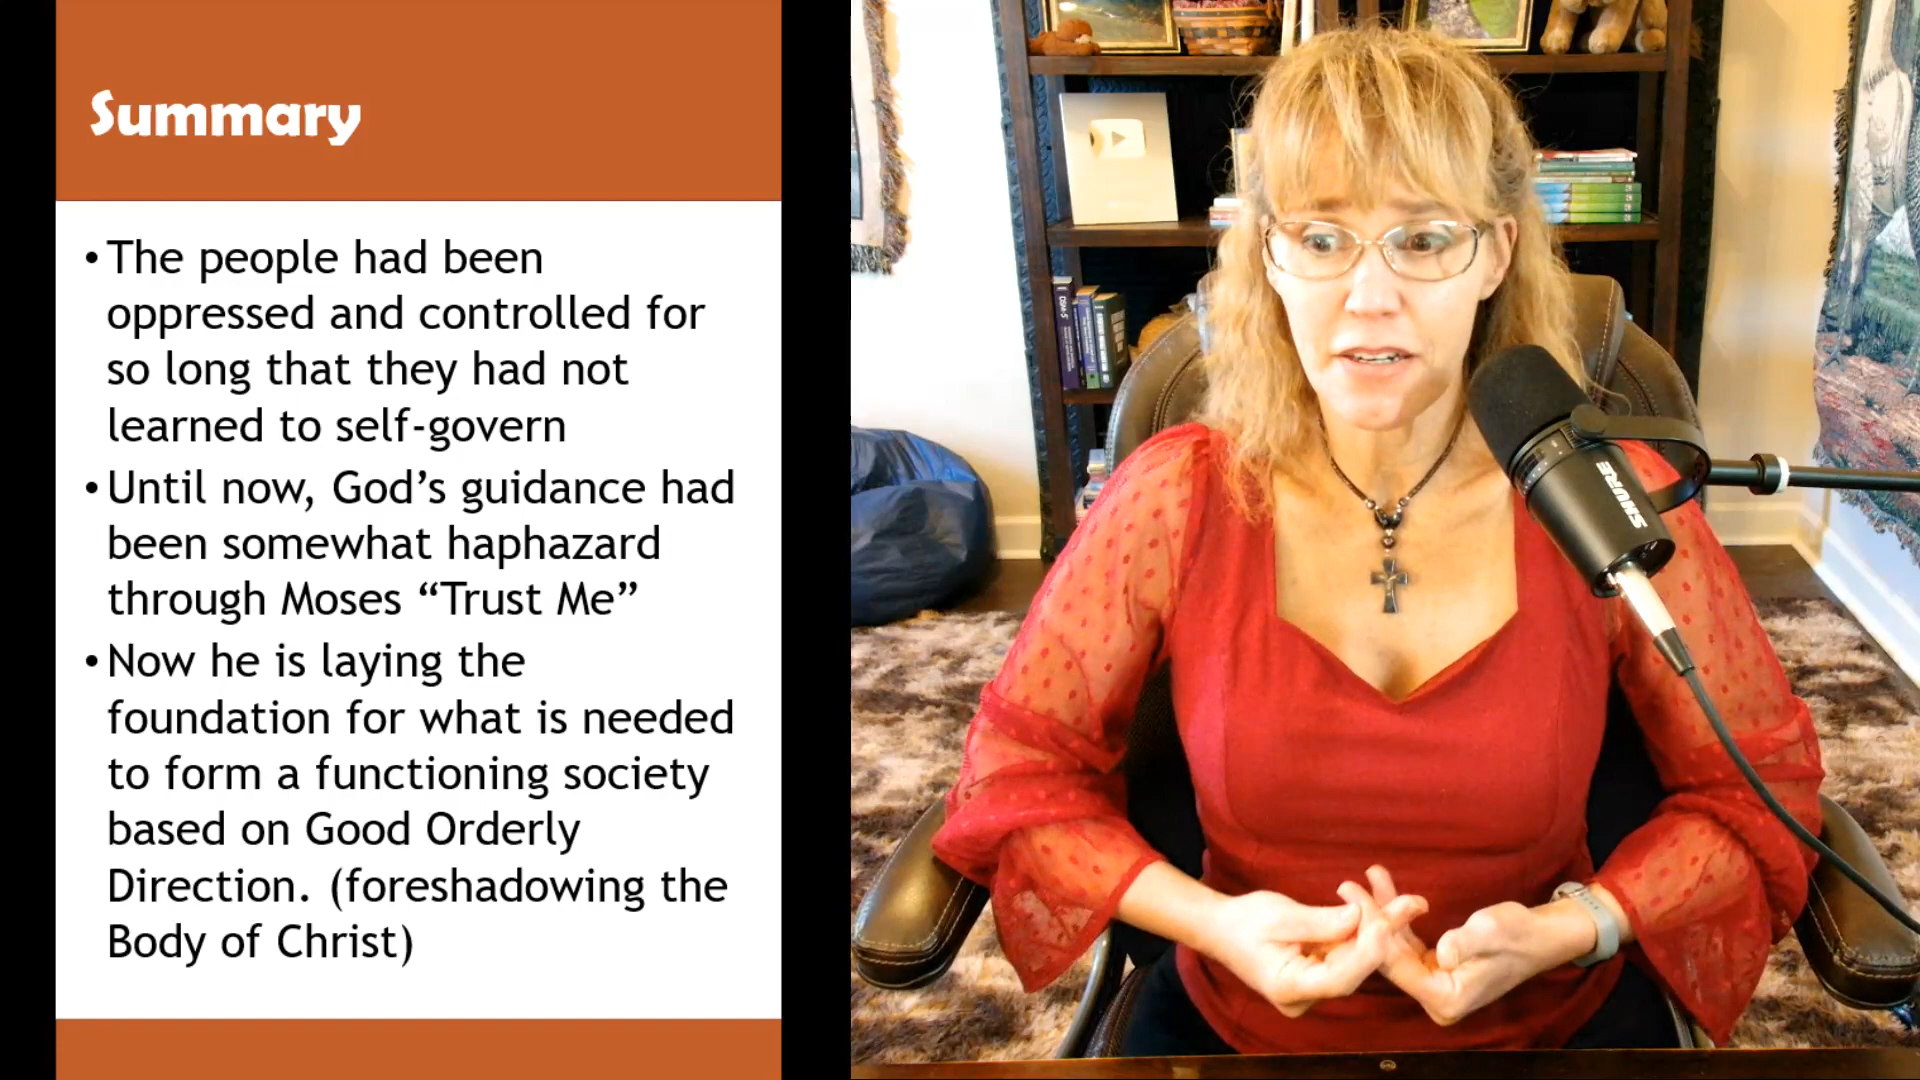 Summary
•The people had been
oppressed and controlled for
so long that they had not
learned to self-govern
•Until now, God’s guidance had
been somewhat haphazard
through Moses “Trust Me”
•Now he is laying the
foundation for what is needed
to form a functioning society
based on Good Orderly
Direction. (foreshadowing the
Body of Christ)
DSM-5
SHURE